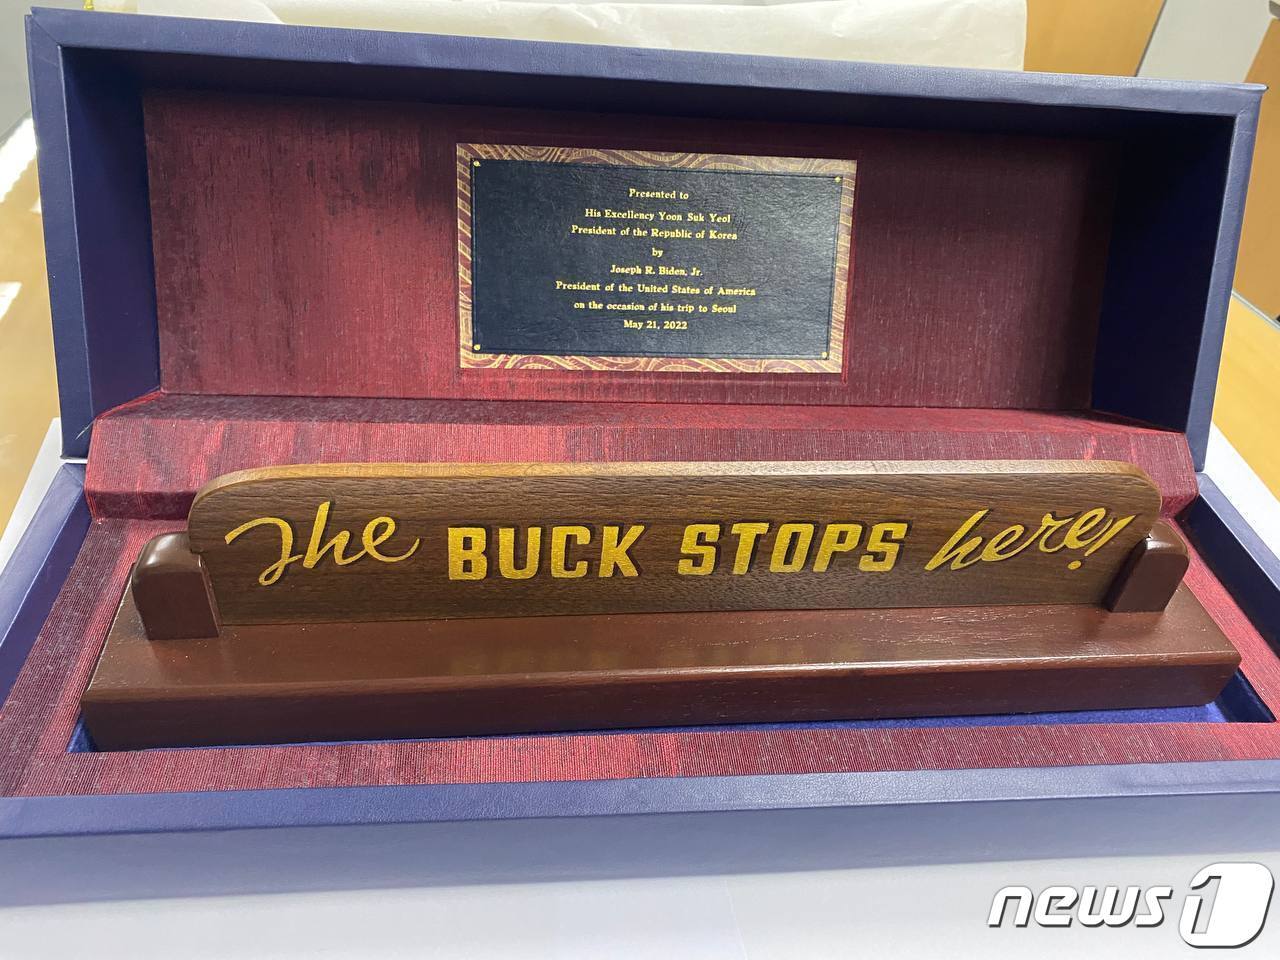 Presented to
His Excellency Yoon Suk Yeol
President of the Republic of Korea
by
Joseph R. Biden, Jr.
President of the United States of America
on the occasion of his trip to Seoul
May 21, 2022
The BUCK STOPS here!
news1